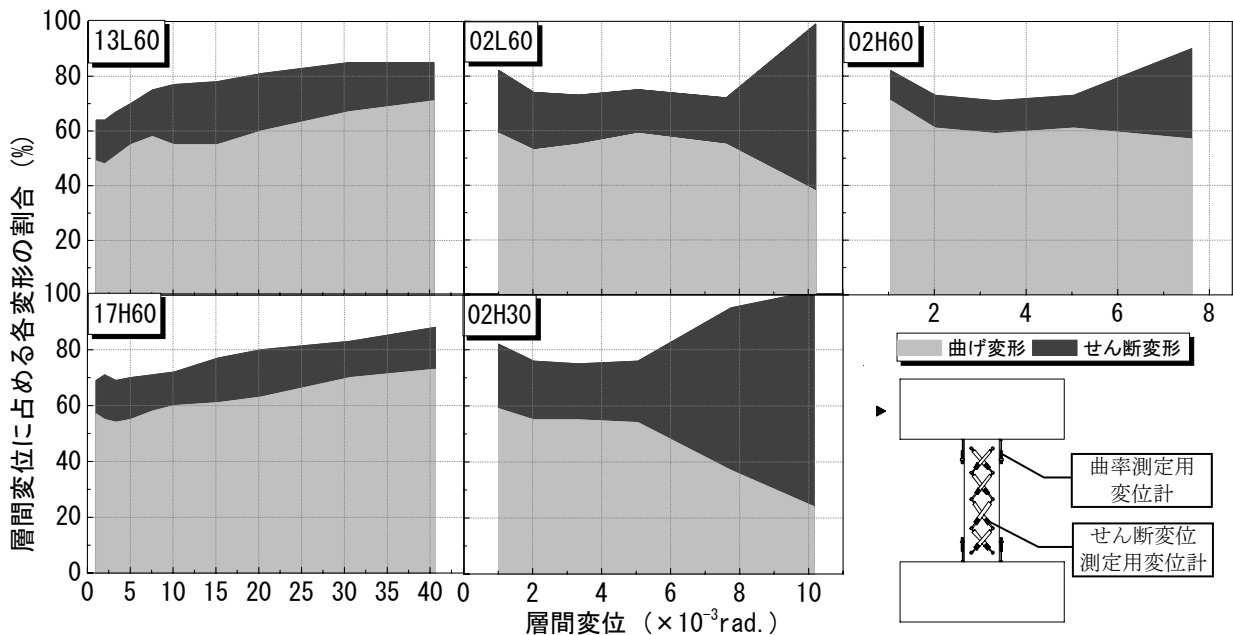 層間変位に占める各変形の割合 (%)
100
80
60
40
20
100
80
60
40
20
0
13L60
02L60
02H60
17H60
02H30
0 5 10 15 20 25 30 35 40
0 2 4 6 8 10
2 4 6 8
層間変位 (×10⁻³rad.)
曲げ変形 せん断変形
曲率測定用
変位計
せん断変位
測定用変位計